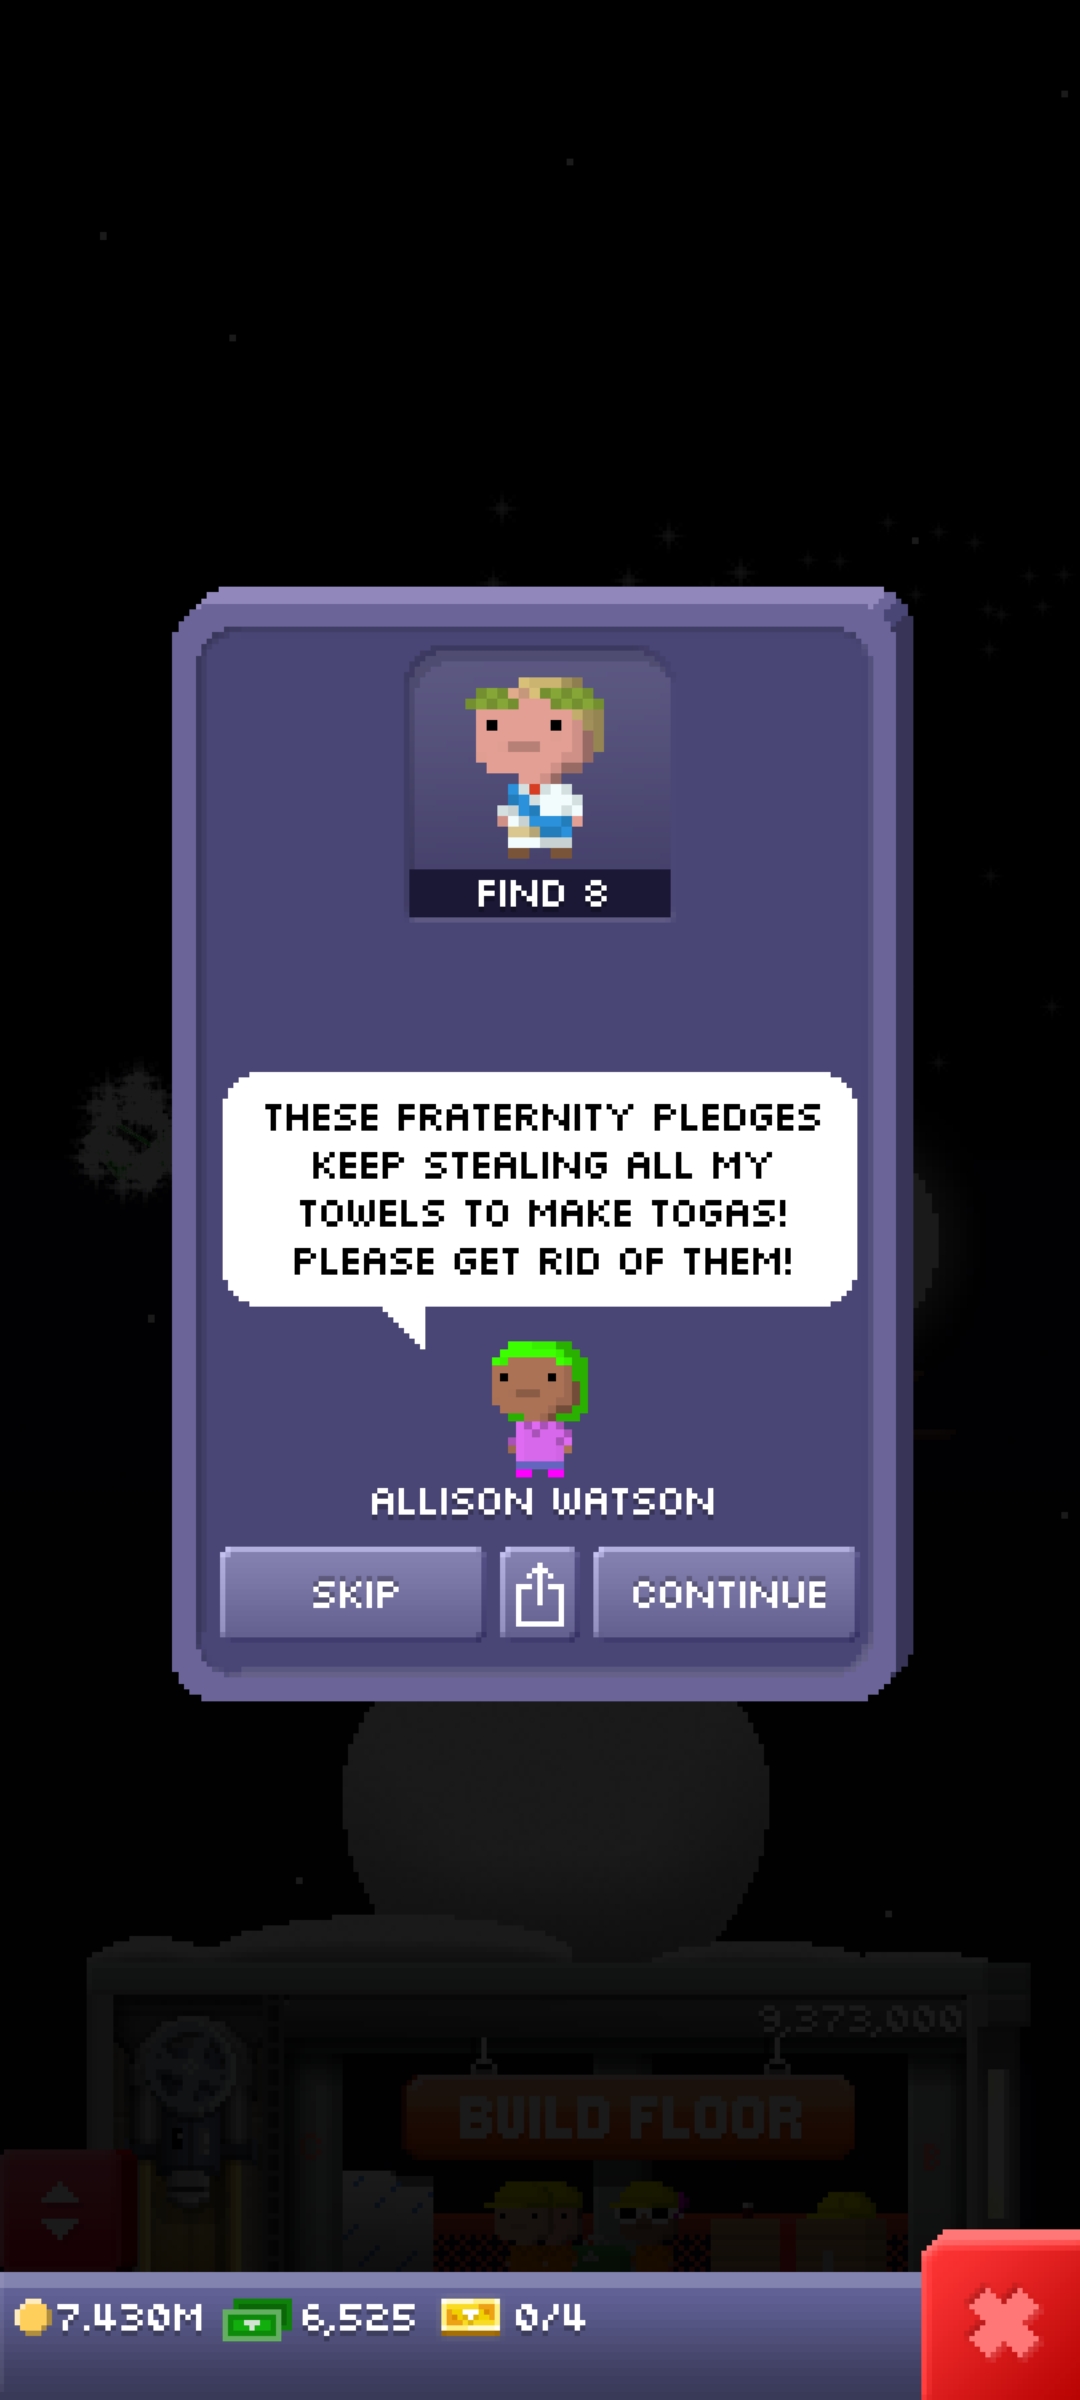 FIND 8
THESE FRATERNITY PLEDGES
KEEP STEALING ALL MY
TOWELS TO MAKE TOGAS!
PLEASE GET RID OF THEM!
ALLISON WATSON
SKIP
CONTINUE
9,373,000
BUILD FLOOR
7.430M
6,525
0/4